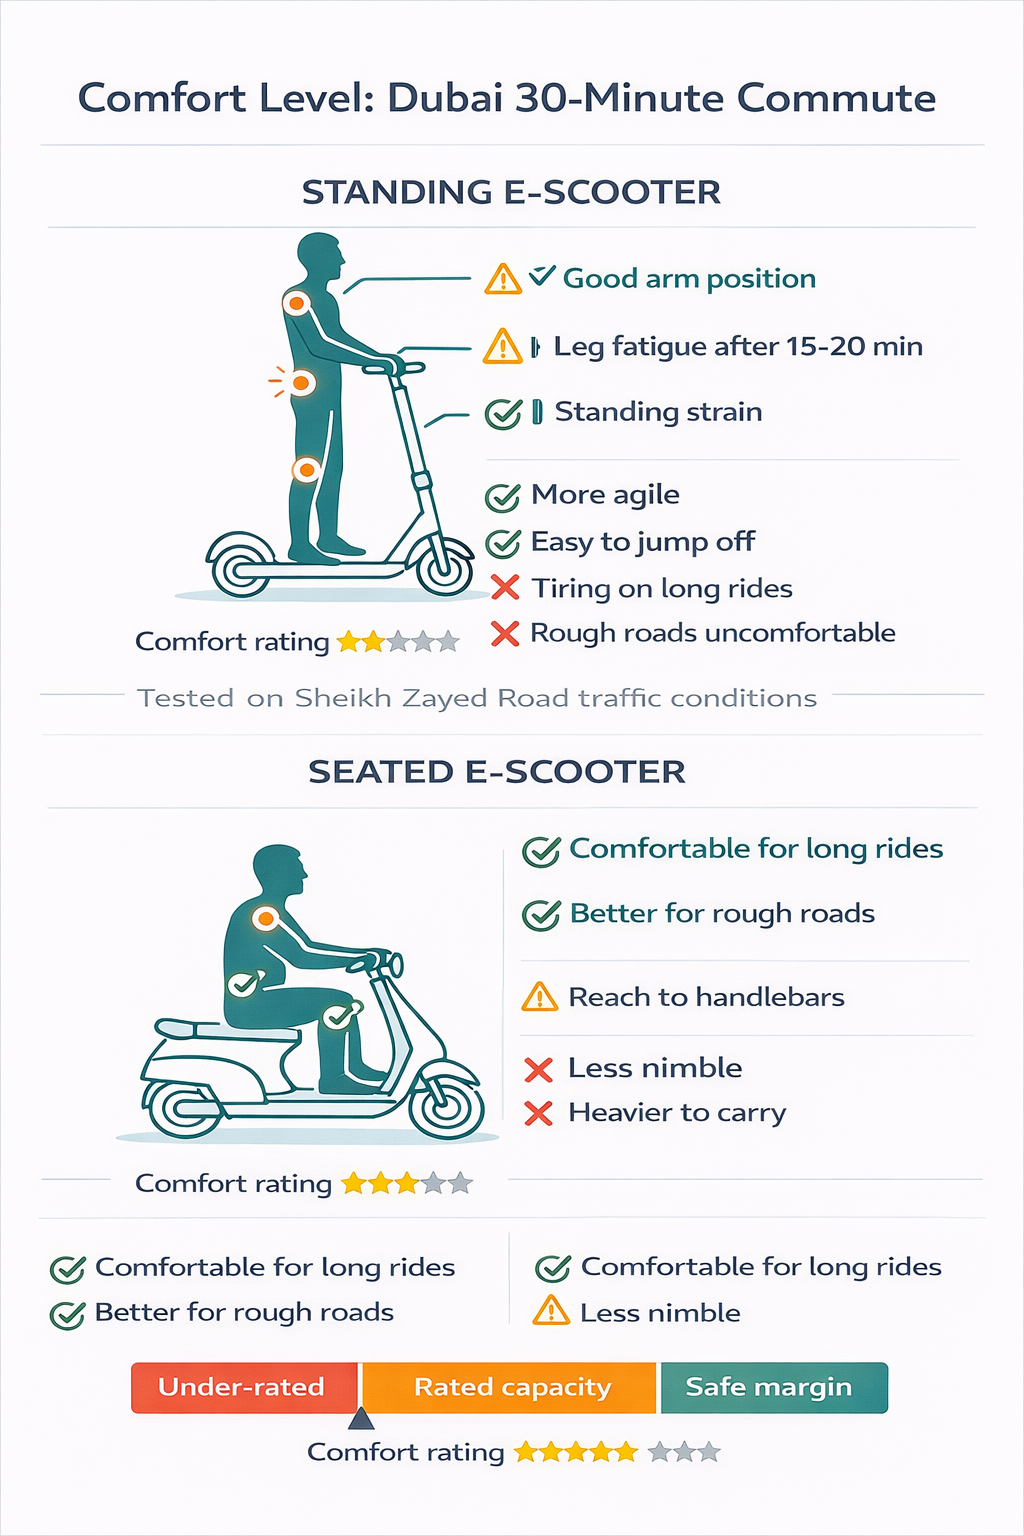 Comfort Level: Dubai 30-Minute Commute
STANDING E-SCOOTER
Good arm position
Leg fatigue after 15-20 min
Standing strain
More agile
Easy to jump off
Tiring on long rides
Rough roads uncomfortable
Comfort rating
Tested on Sheikh Zayed Road traffic conditions
SEATED E-SCOOTER
Comfortable for long rides
Better for rough roads
Reach to handlebars
Less nimble
Heavier to carry
Comfort rating
Comfortable for long rides
Better for rough roads
Comfortable for long rides
Less nimble
Under-rated
Rated capacity
Safe margin
Comfort rating